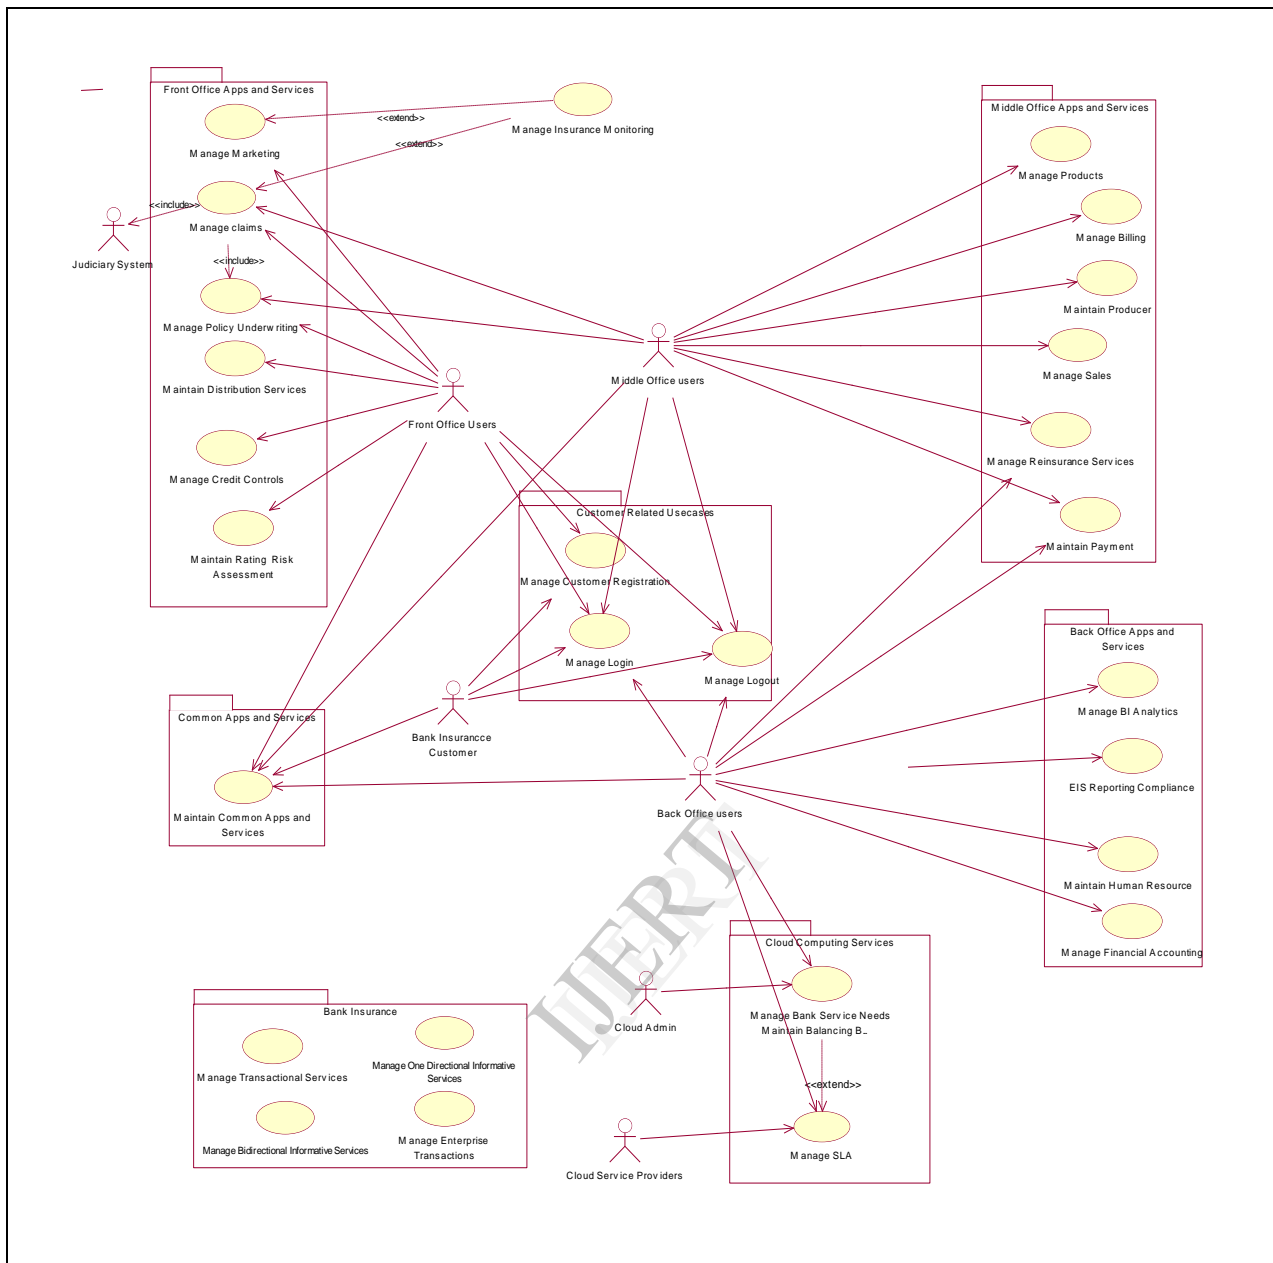 Front Office Apps and Services
Manage Marketing
<<extend>>
Manage Insurance Monitoring
<<extend>>
<<include>>
Manage claims
Judiciary System
<<include>>
Manage Policy Underwriting
Maintain Distribution Services
Manage Credit Controls
Maintain Rating Risk
Assessment
Front Office Users
Middle Office users
Middle Office Apps and Services
Manage Products
Manage Billing
Maintain Producer
Manage Sales
Manage Reinsurance Services
Maintain Payment
Customer Related Usecases
Manage Customer Registration
Manage Login
Manage Logout
Bank Insurancce
Customer
Common Apps and Services
Maintain Common Apps and
Services
Back Office users
Back Office Apps and
Services
Manage BI Analytics
EIS Reporting Compliance
Maintain Human Resource
Manage Financial Accounting
IJERT
Cloud Computing Services
Manage Bank Service Needs
Maintain Balancing B...
<<extend>>
Manage SLA
Cloud Admin
Cloud Service Providers
Bank Insurance
Manage Transactional Services
Manage One Directional Informative
Services
Manage Bidirectional Informative Services
Manage Enterprise
Transactions